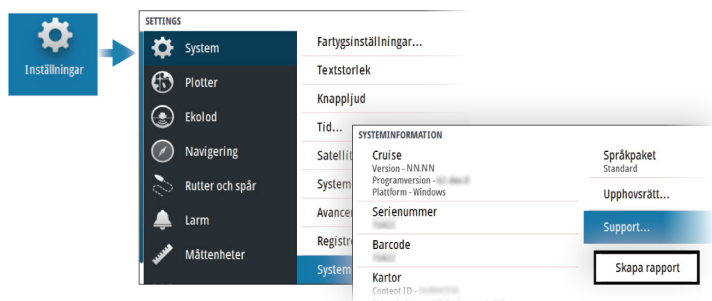 Inställningar
SETTINGS
System
Plotter
Ekolod
Navigering
Rutter och spår
Larm
Måttenheter
Fartygsinställningar...
Textstorlek
Knappljud
Tid...
Satellit
System
Avancer
Registre
System
SYSTEMINFORMATION
Cruise
Version - NN.NN
Programversion -
Plattform - Windows
Serienummer
Barcode
Kartor
Content ID -
Språkpaket
Standard
Upphovsrätt...
Support...
Skapa rapport